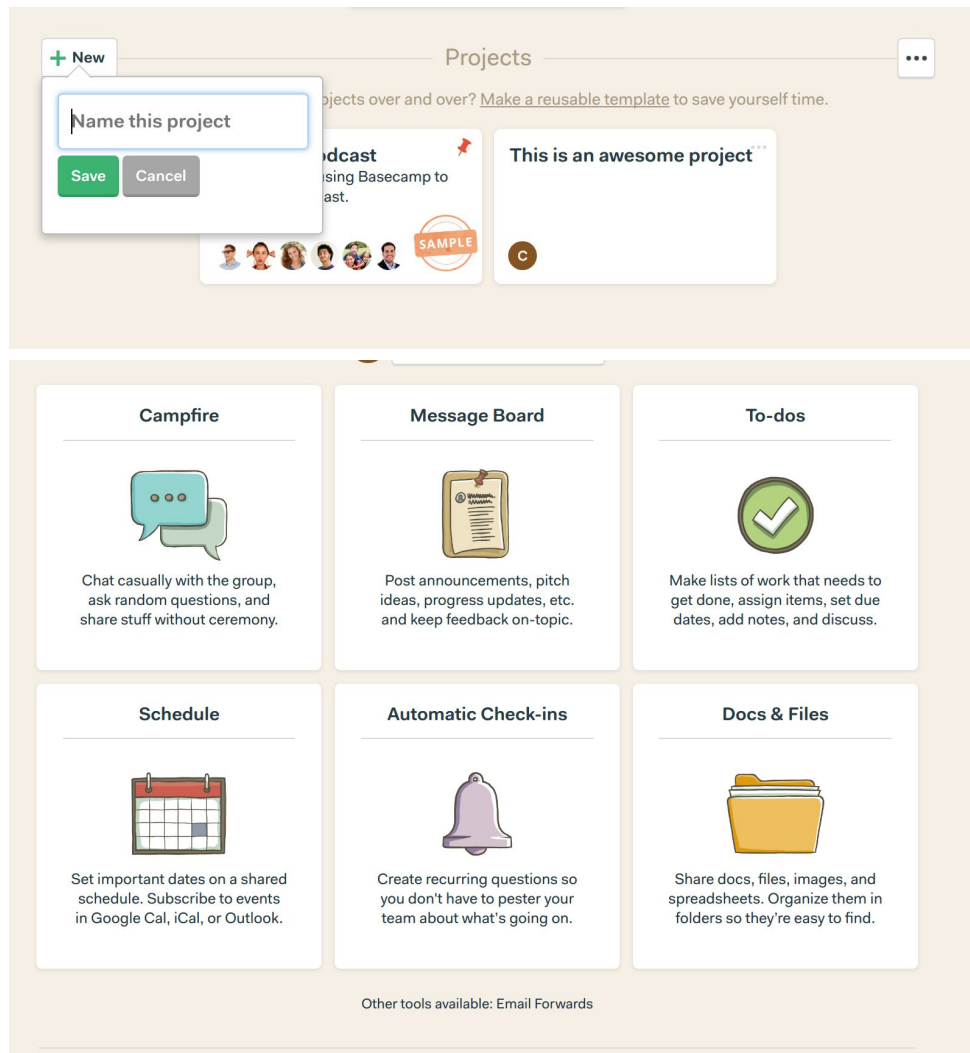 + New
Projects
•••
ojects over and over? Make a reusable template to save yourself time.
Name this project
Save
Cancel
dcast
sing Basecamp to
ast.
SAMPLE
This is an awesome project
C
Campfire
Chat casually with the group,
ask random questions, and
share stuff without ceremony.
Message Board
Post announcements, pitch
ideas, progress updates, etc.
and keep feedback on-topic.
To-dos
Make lists of work that needs to
get done, assign items, set due
dates, add notes, and discuss.
Schedule
Set important dates on a shared
schedule. Subscribe to events
in Google Cal, iCal, or Outlook.
Automatic Check-ins
Create recurring questions so
you don't have to pester your
team about what's going on.
Docs & Files
Share docs, files, images, and
spreadsheets. Organize them in
folders so they're easy to find.
Other tools available: Email Forwards